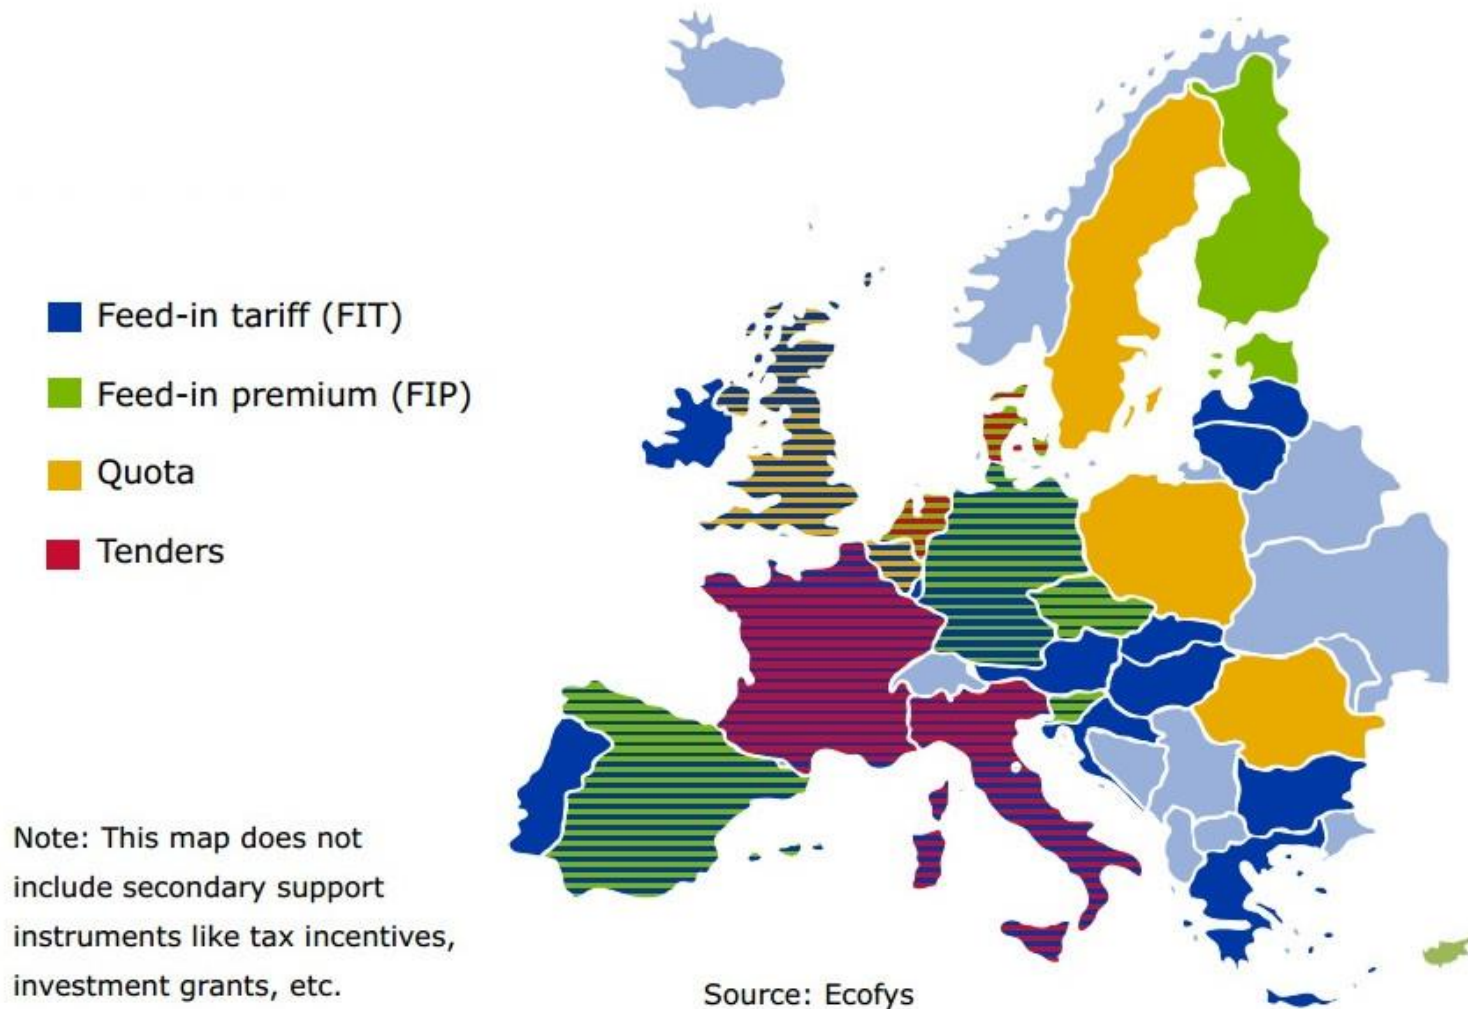 Feed-in tariff (FIT)
Feed-in premium (FIP)
Quota
Tenders
Note: This map does not
include secondary support
instruments like tax incentives,
investment grants, etc.
Source: Ecofys